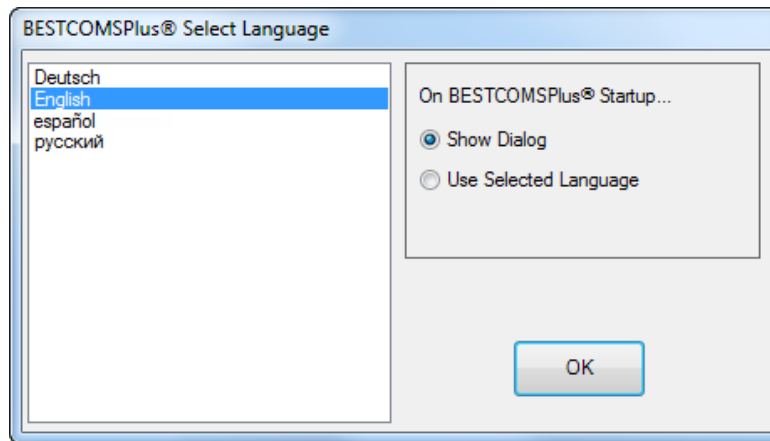 BESTCOMSPlus® Select Language
Deutsch
English
español
русский
On BESTCOMSPlus® Startup...
Show Dialog
Use Selected Language
OK